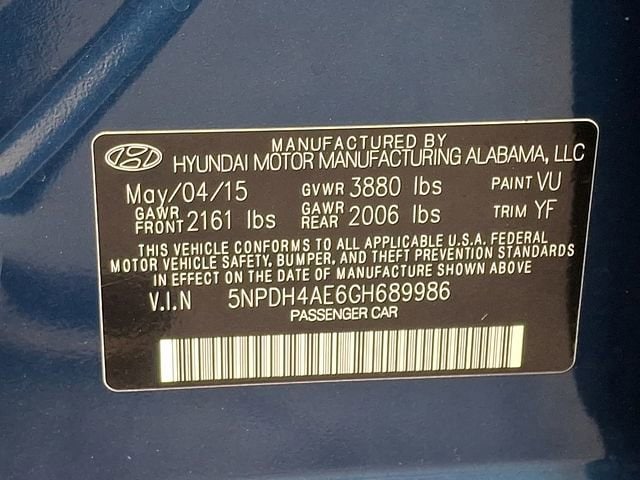 MANUFACTURED BY
HYUNDAI MOTOR MANUFACTURING ALABAMA, LLC
May/04/15 GVWR 3880 lbs PAINT VU
GAWR FRONT 2161 lbs GAWR REAR 2006 lbs TRIM YF
THIS VEHICLE CONFORMS TO ALL APPLICABLE U.S.A. FEDERAL
MOTOR VEHICLE SAFETY, BUMPER, AND THEFT PREVENTION STANDARDS
IN EFFECT ON THE DATE OF MANUFACTURE SHOWN ABOVE
V.I.N 5NPDH4AE6GH689986
PASSENGER CAR